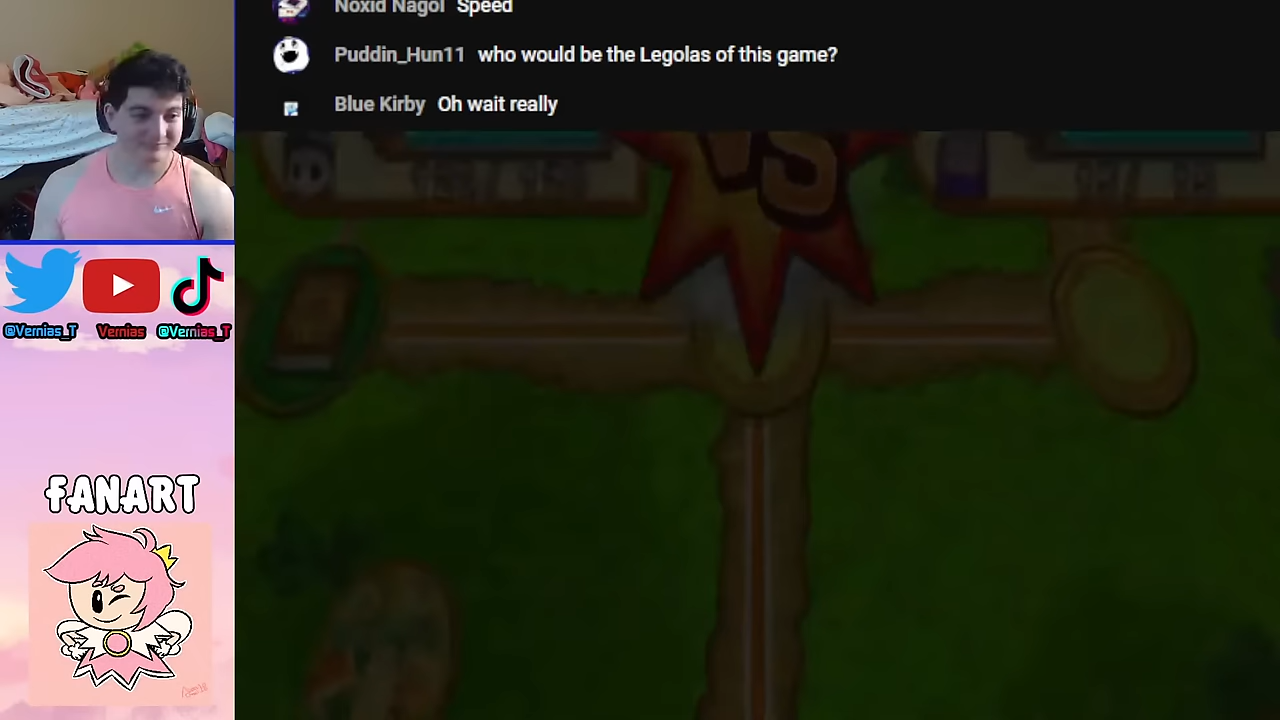 Noxid Nagol Speed
Puddin_Hun11 who would be the Legolas of this game?
Blue Kirby Oh wait really
VS
@Vernias_T Vernias @Vernias_T
FANART